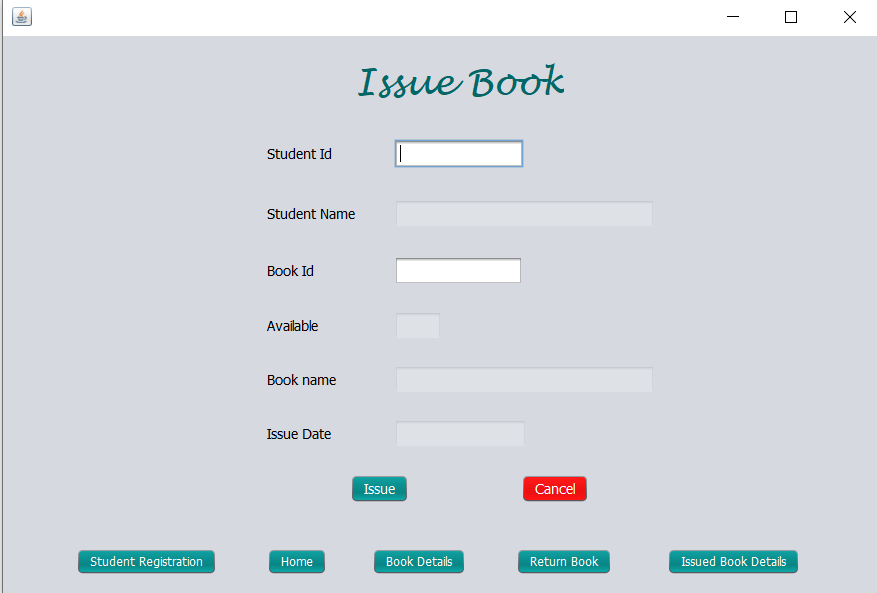 Issue Book
Student Id
Student Name
Book Id
Available
Book name
Issue Date
Issue Cancel
Student Registration Home Book Details Return Book Issued Book Details